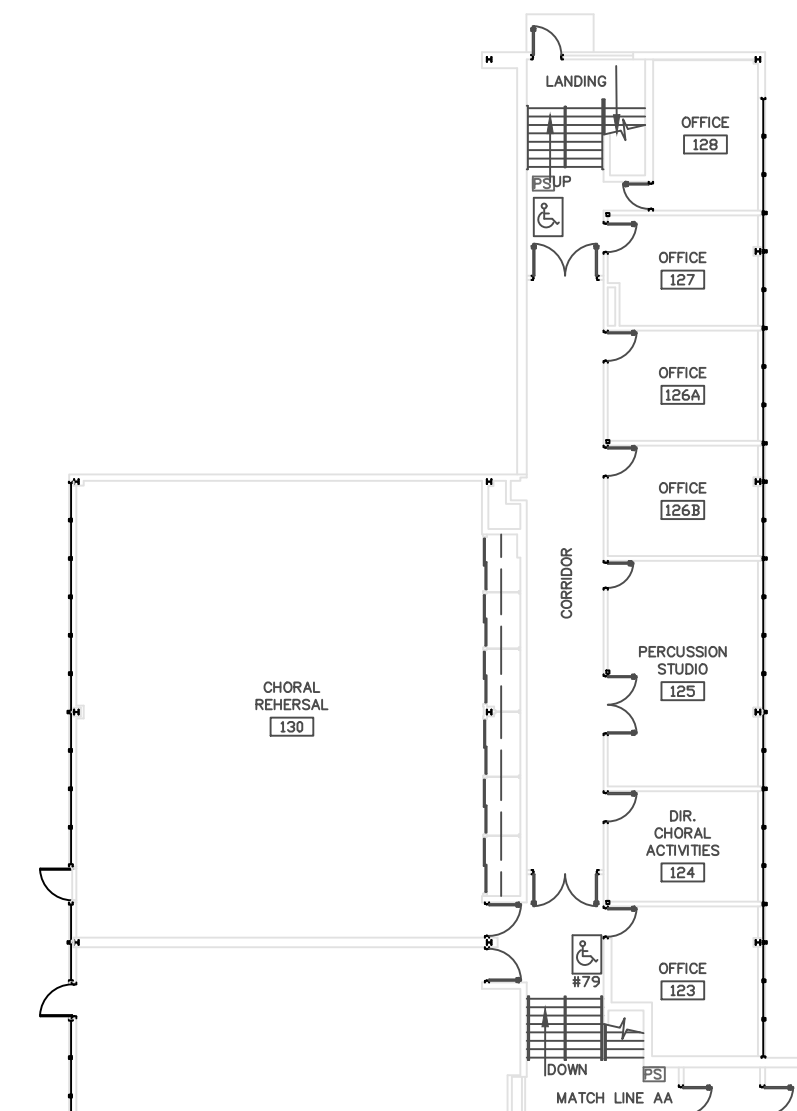 LANDING
OFFICE
128
PS UP
OFFICE
127
OFFICE
126A
OFFICE
126B
CORRIDOR
PERCUSSION
STUDIO
125
CHORAL
REHERSAL
130
DIR.
CHORAL
ACTIVITIES
124
OFFICE
123
#79
DOWN
PS
MATCH LINE AA